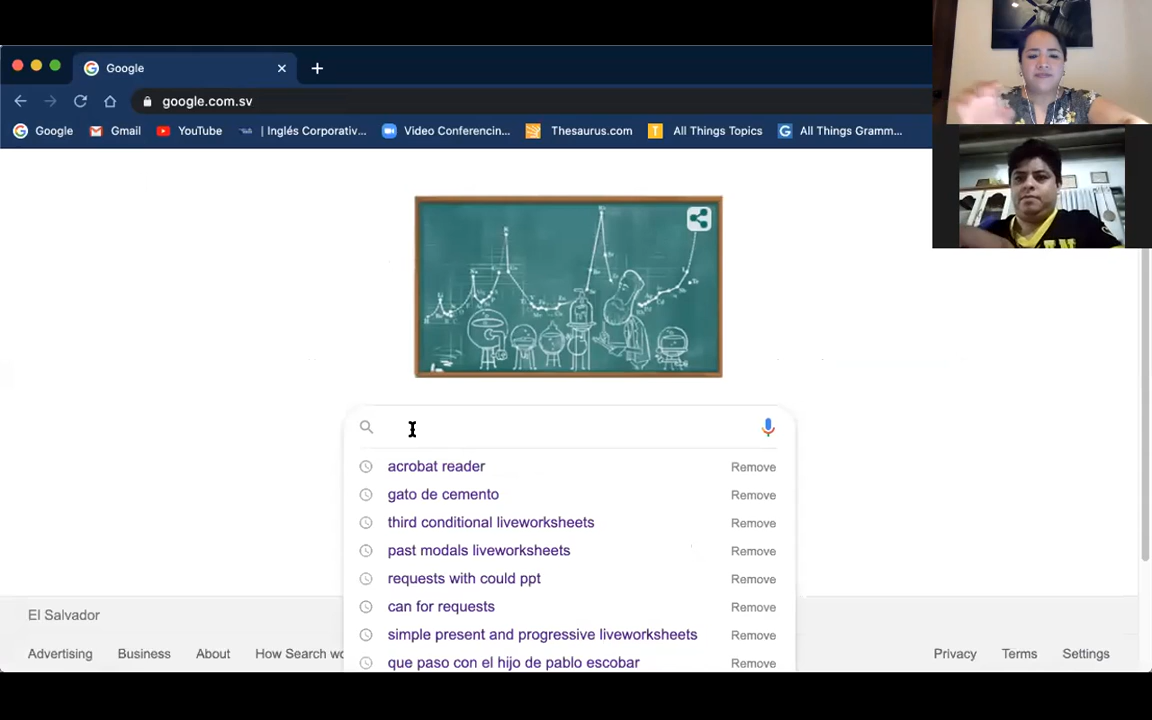 Google
google.com.sv
Google Gmail YouTube | Inglés Corporativ... Video Conferencin... Thesaurus.com All Things Topics All Things Gramm...
acrobat reader Remove
gato de cemento Remove
third conditional liveworksheets Remove
past modals liveworksheets Remove
requests with could ppt Remove
can for requests Remove
simple present and progressive liveworksheets Remove
que paso con el hijo de pablo escobar Remove
El Salvador
Advertising Business About How Search wo Privacy Terms Settings